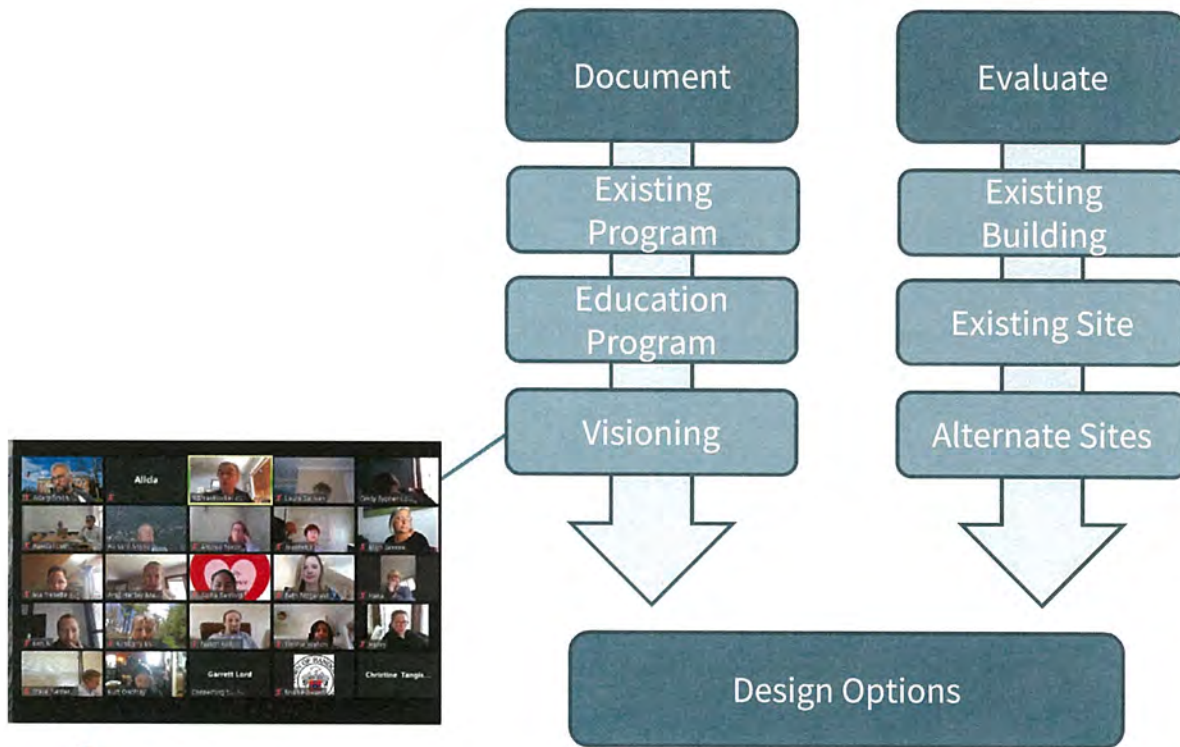 Document
Existing
Program
Education
Program
Visioning
Evaluate
Existing
Building
Existing Site
Alternate Sites
Design Options
Alicia
Garrett Lord
Christine Tangis...